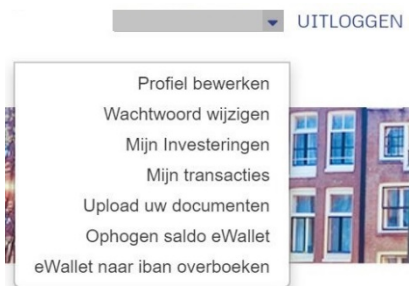 UITLOGGEN
Profiel bewerken
Wachtwoord wijzigen
Mijn Investeringen
Mijn transacties
Upload uw documenten
Ophogen saldo eWallet
eWallet naar iban overboeken